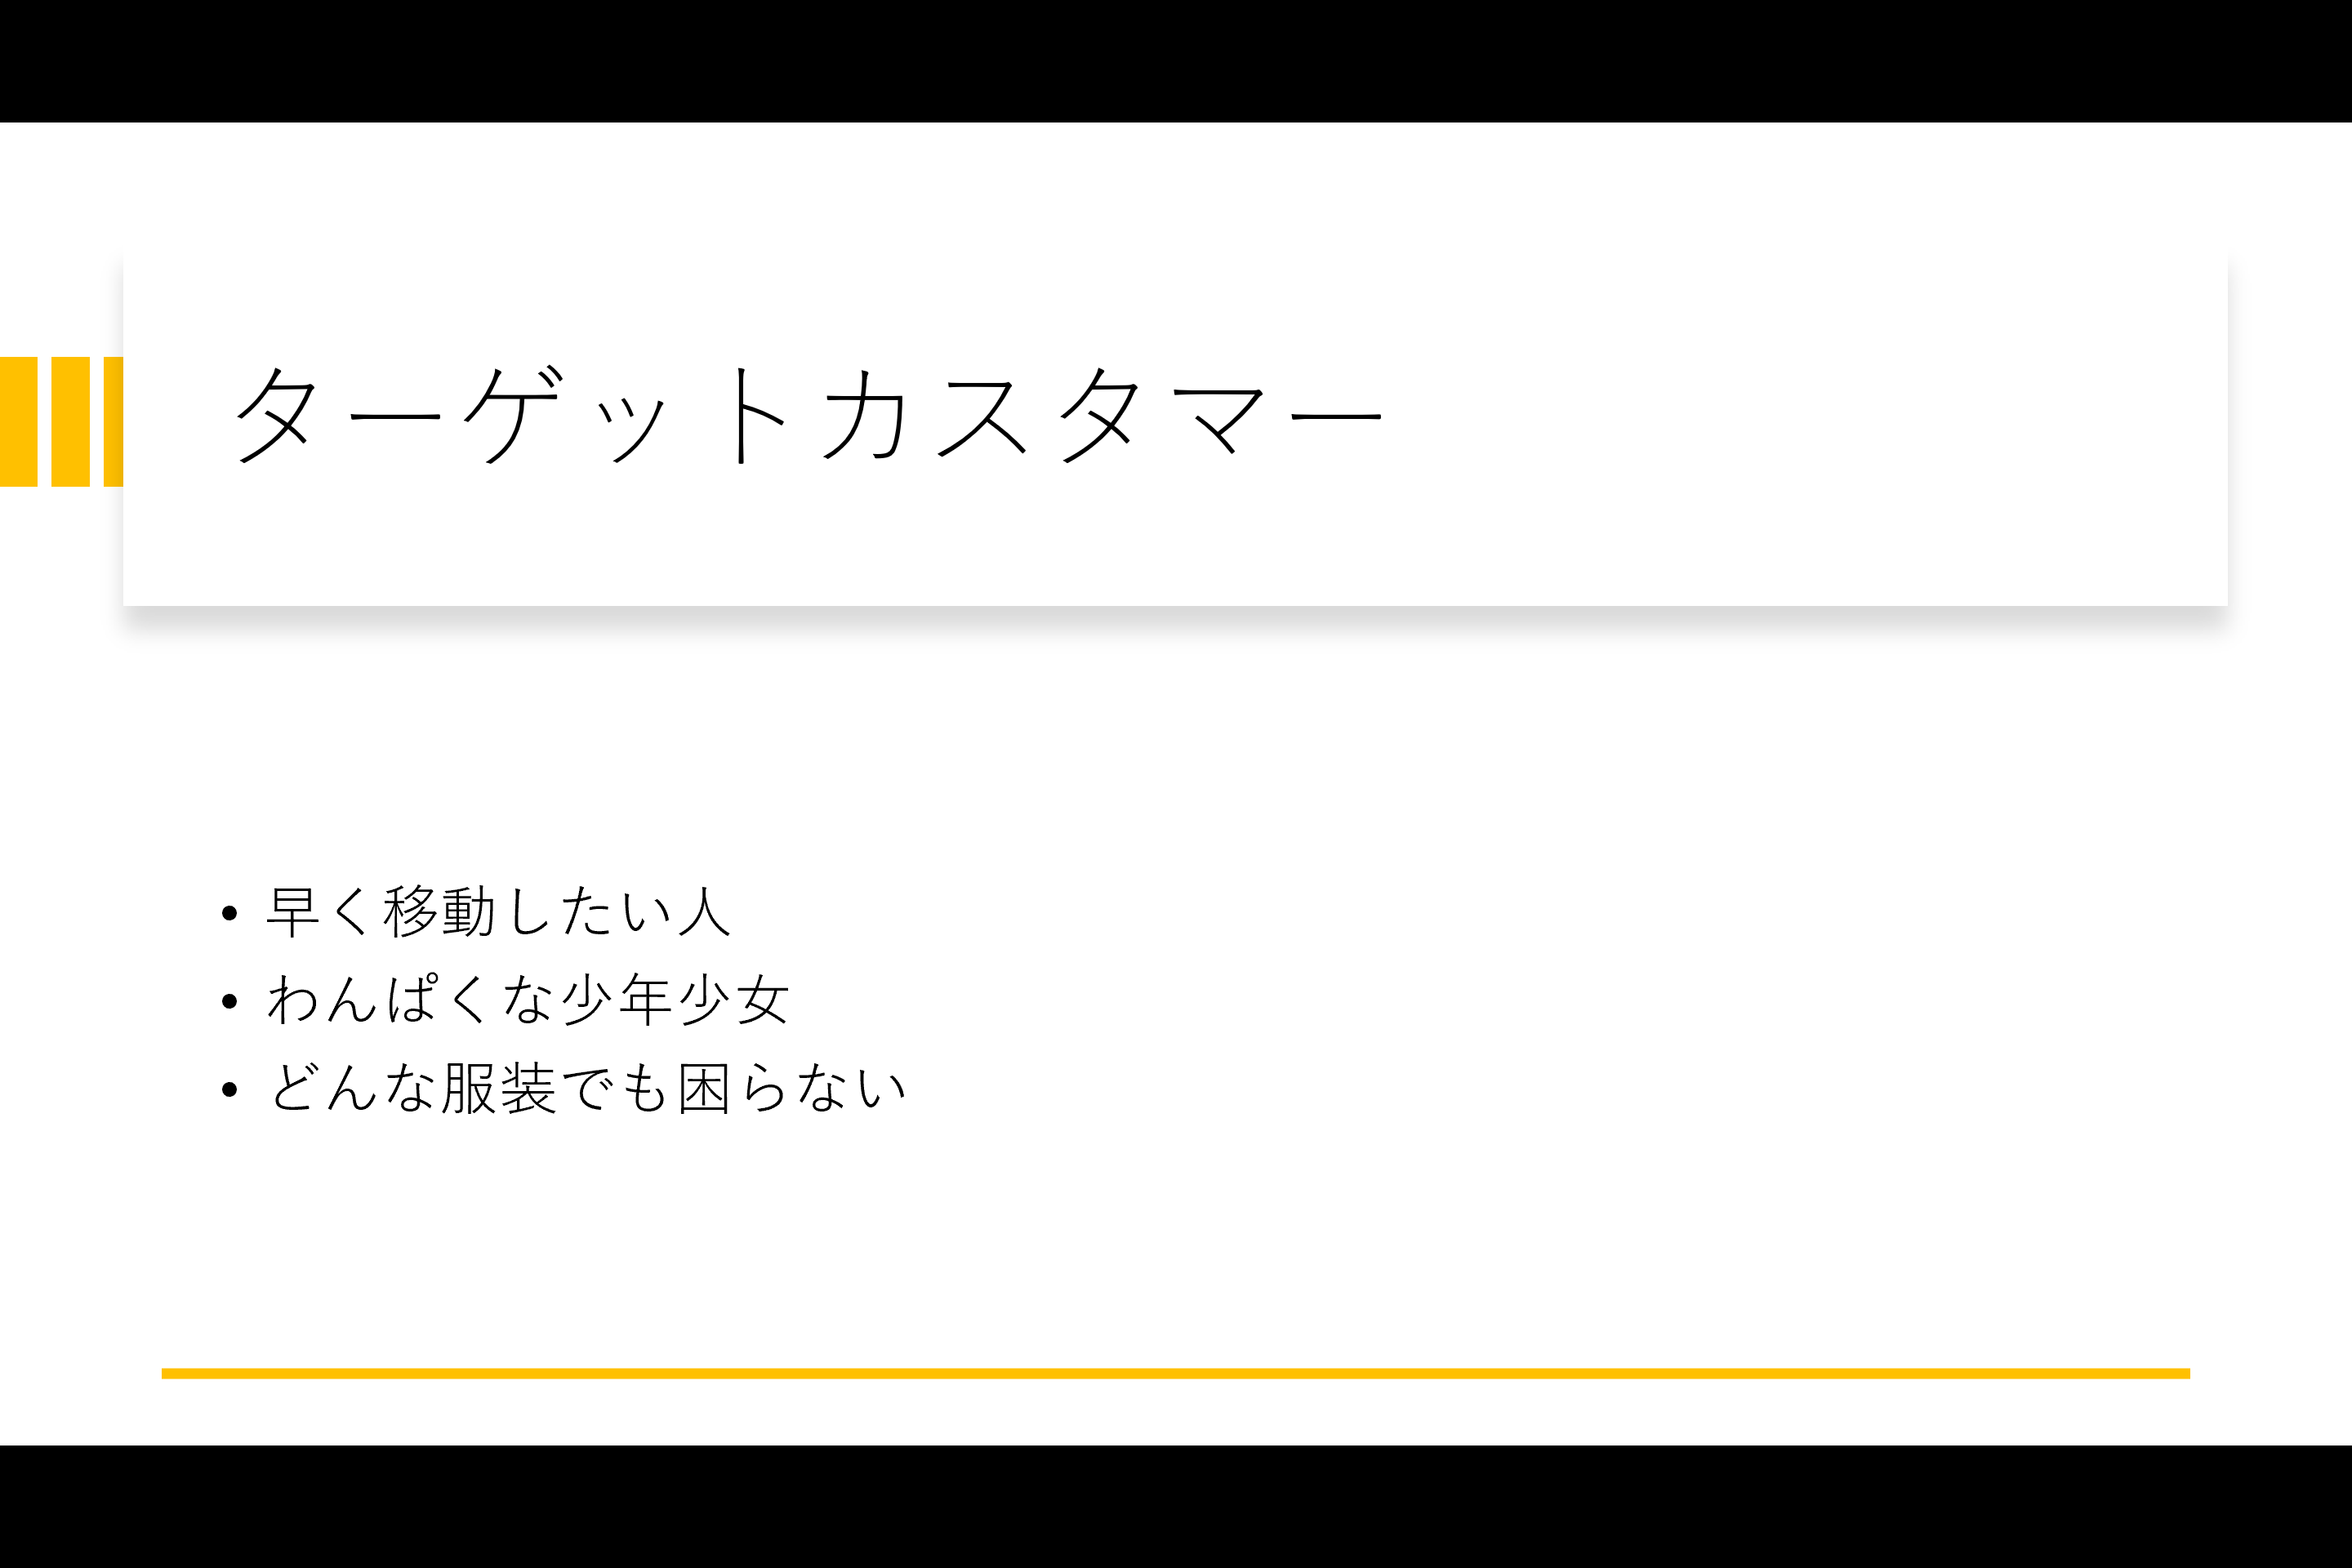 ターゲットカスタマー
• 早く移動したい人
• わんぱくな少年少女
• どんな服装でも困らない